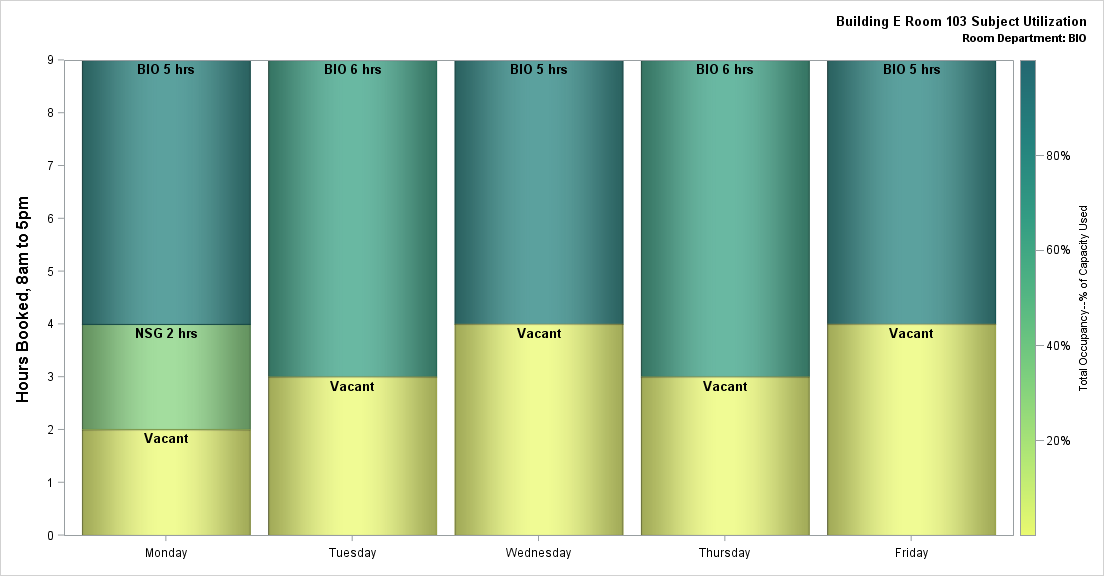 Building E Room 103 Subject Utilization
Room Department: BIO
Hours Booked, 8am to 5pm
9
8
7
6
5
4
3
2
1
0
BIO 5 hrs
NSG 2 hrs
Vacant
BIO 6 hrs
Vacant
BIO 5 hrs
Vacant
BIO 6 hrs
Vacant
BIO 5 hrs
Vacant
Monday
Tuesday
Wednesday
Thursday
Friday
80%
60%
40%
20%
Total Occupancy--% of Capacity Used